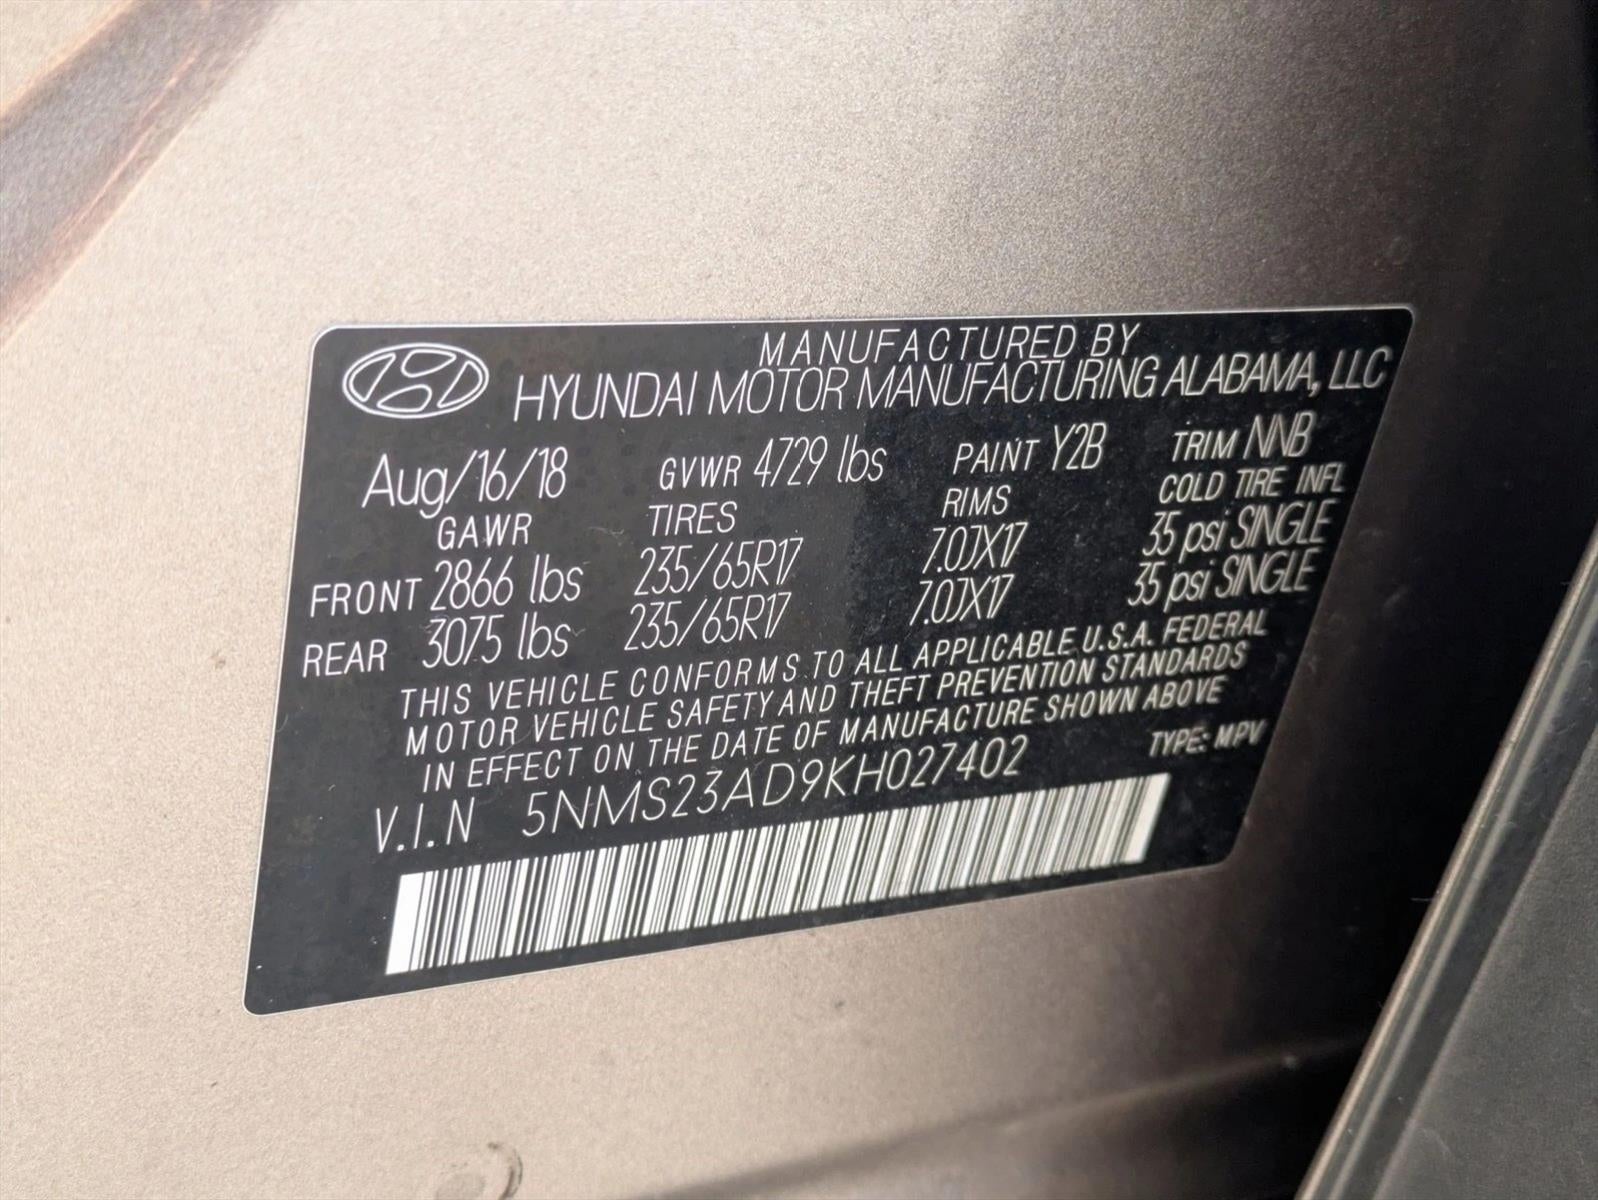 MANUFACTURED BY
HYUNDAI MOTOR MANUFACTURING ALABAMA, LLC
Aug/16/18 GVWR 4729 lbs PAINT Y2B TRIM NNB
GAWR TIRES RIMS COLD TIRE INFL
FRONT 2866 lbs 235/65R17 7.0JX17 35 psi SINGLE
REAR 3075 lbs 235/65R17 7.0JX17 35 psi SINGLE
THIS VEHICLE CONFORMS TO ALL APPLICABLE U.S.A. FEDERAL
MOTOR VEHICLE SAFETY AND THEFT PREVENTION STANDARDS
IN EFFECT ON THE DATE OF MANUFACTURE SHOWN ABOVE
V.I.N 5NMS23AD9KH027402 TYPE: MPV